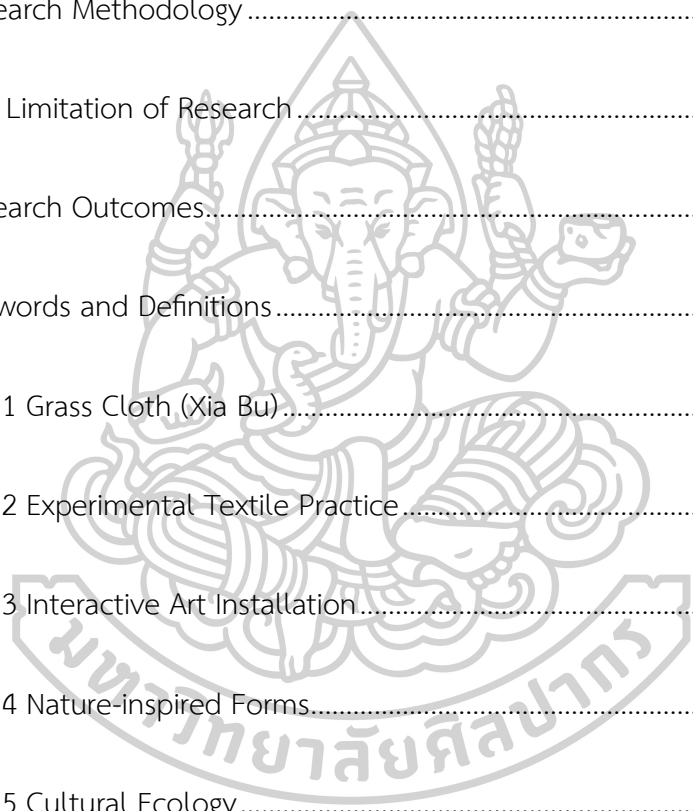 earch Methodology ........................................................
Limitation of Research ........................................................
earch Outcomes ........................................................
words and Definitions ........................................................
1 Grass Cloth (Xia Bu) ........................................................
2 Experimental Textile Practice ........................................................
3 Interactive Art Installation ........................................................
4 Nature-inspired Forms ........................................................
5 Cultural Ecology ........................................................
มหาวิทยาลัยศิลปากร